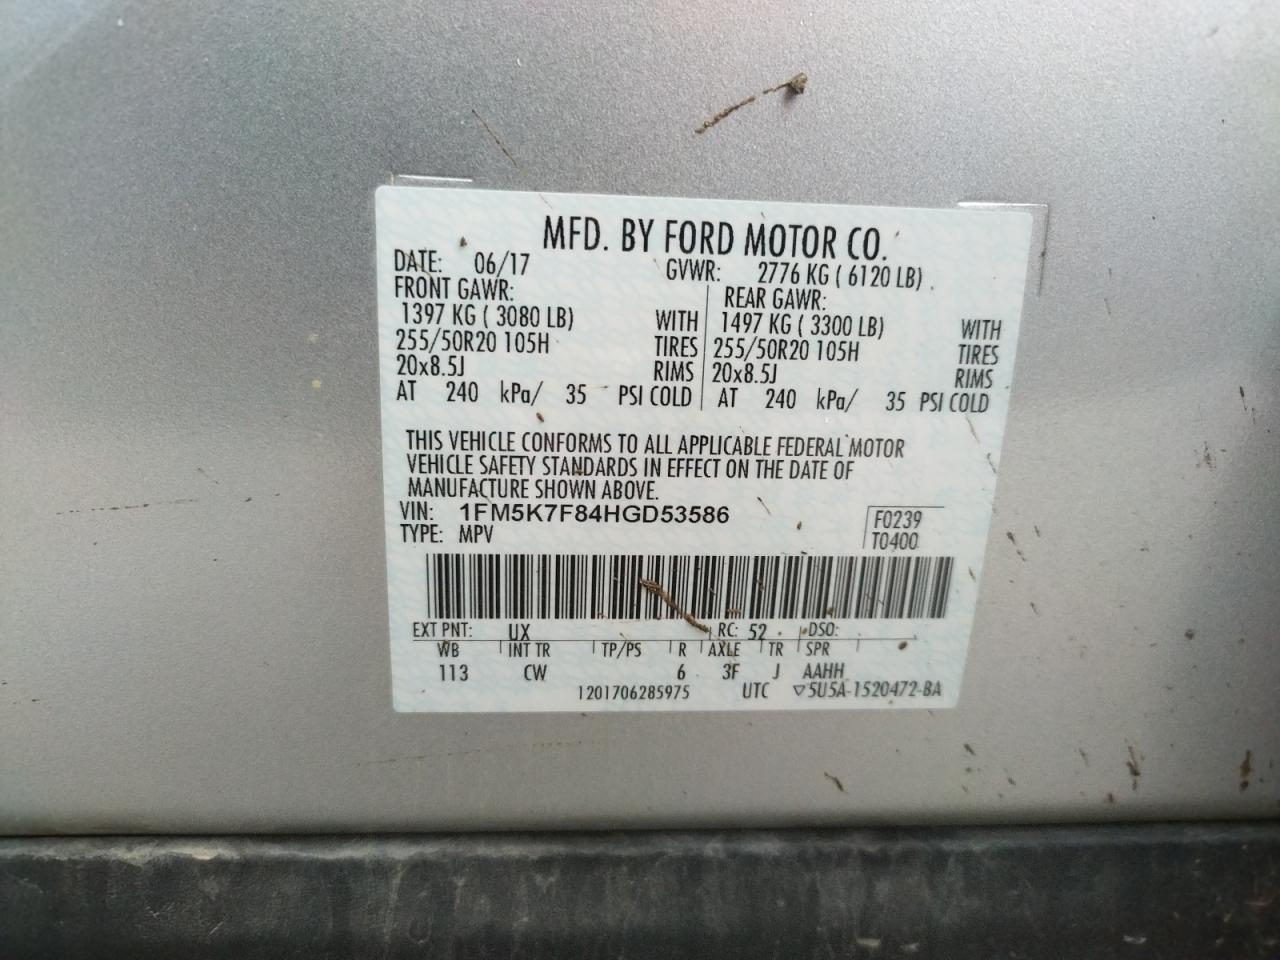 MFD. BY FORD MOTOR CO.
DATE: 06/17 GVWR: 2776 KG ( 6120 LB)
FRONT GAWR: REAR GAWR:
1397 KG ( 3080 LB) WITH 1497 KG ( 3300 LB) WITH
255/50R20 105H TIRES 255/50R20 105H TIRES
20x8.5J RIMS 20x8.5J RIMS
AT 240 kPa/ 35 PSI COLD AT 240 kPa/ 35 PSI COLD
THIS VEHICLE CONFORMS TO ALL APPLICABLE FEDERAL MOTOR
VEHICLE SAFETY STANDARDS IN EFFECT ON THE DATE OF
MANUFACTURE SHOWN ABOVE.
VIN: 1FM5K7F84HGD53586 F0239
TYPE: MPV T0400
EXT PNT: UX RC: 52 DSO:
WB INT TR TP/PS R AXLE TR SPR
113 CW 6 3F J AAHH
1201706285975 UTC ▽5U5A-1520472-BA